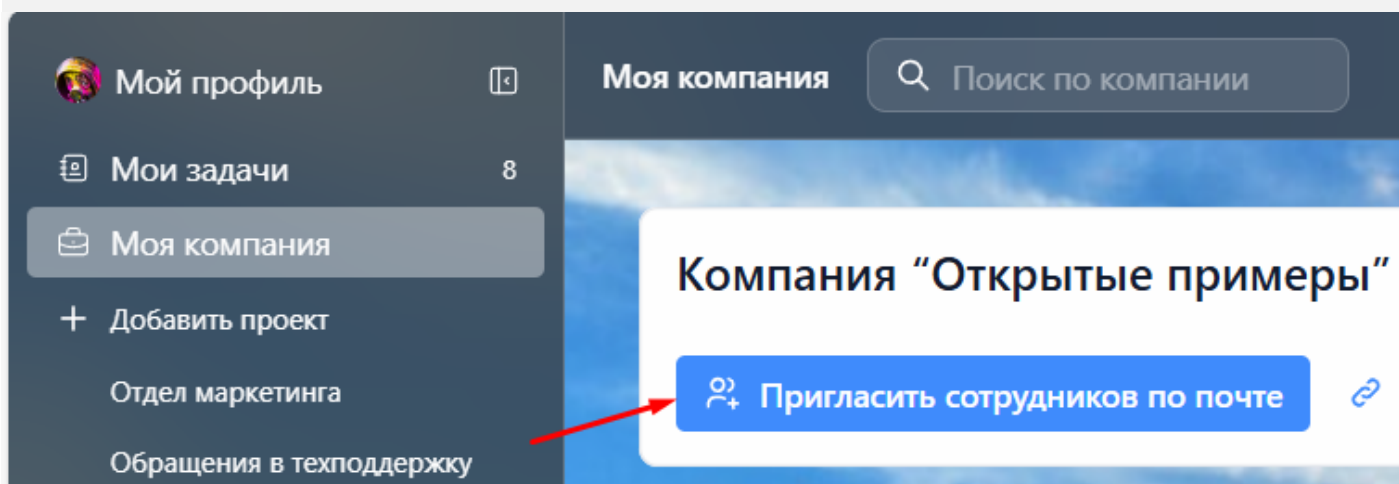 Мой профиль
Моя компания
Поиск по компании
Мои задачи 8
Моя компания
Компания “Открытые примеры”
Добавить проект
Отдел маркетинга
Пригласить сотрудников по почте
Обращения в техподдержку